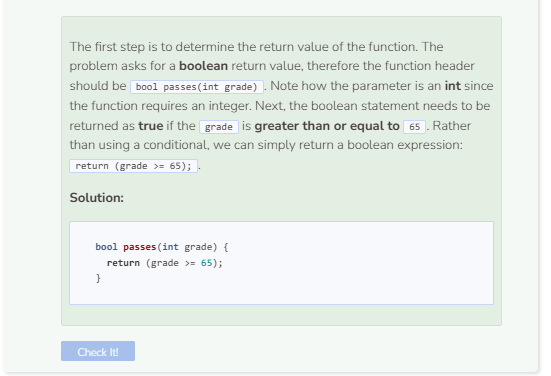 The first step is to determine the return value of the function. The
problem asks for a boolean return value, therefore the function header
should be bool passes(int grade) . Note how the parameter is an int since
the function requires an integer. Next, the boolean statement needs to be
returned as true if the grade is greater than or equal to 65 . Rather
than using a conditional, we can simply return a boolean expression:
return (grade >= 65); .
Solution:
bool passes(int grade) {
return (grade >= 65);
}
Check It!